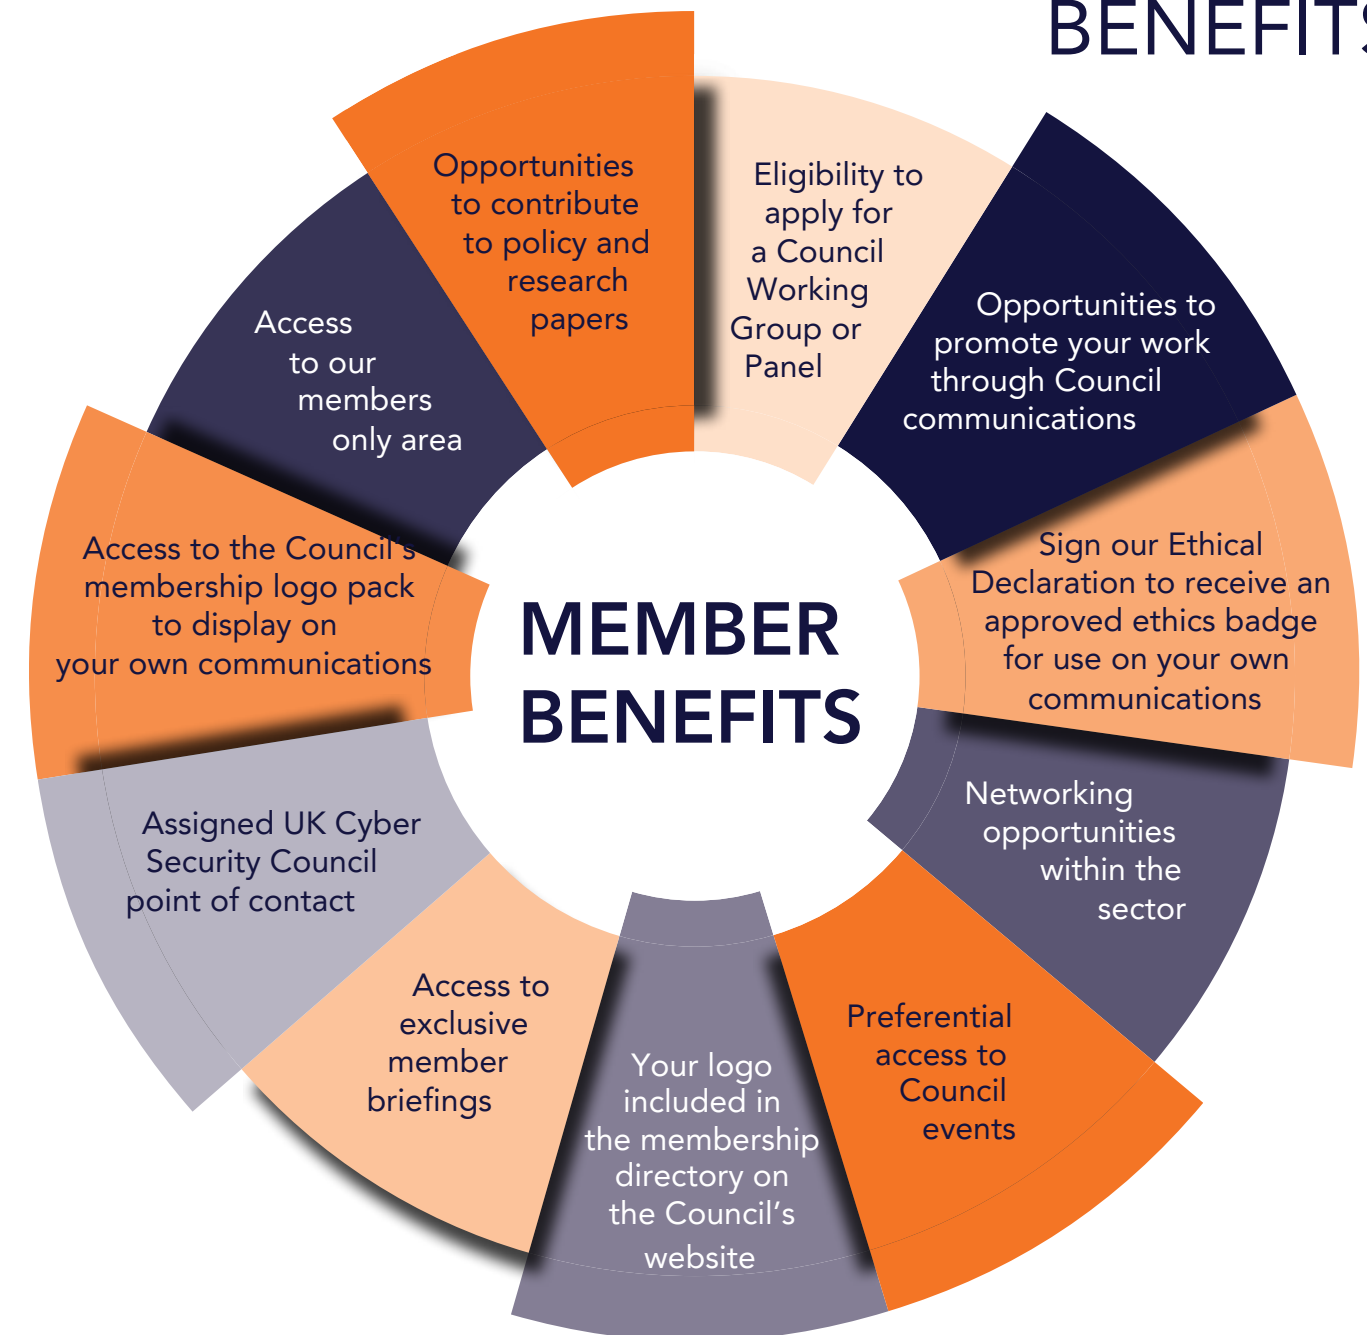 BENEFITS
Opportunities
to contribute
to policy and
research
papers
Eligibility to
apply for
a Council
Working
Group or
Panel
Opportunities to
promote your work
through Council
communications
Sign our Ethical
Declaration to receive an
approved ethics badge
for use on your own
communications
Networking
opportunities
within the
sector
Preferential
access to
Council
events
Your logo
included in
the membership
directory on
the Council’s
website
Access to
exclusive
member
briefings
Assigned UK Cyber
Security Council
point of contact
Access to the Council’s
membership logo pack
to display on
your own communications
Access
to our
members
only area
MEMBER
BENEFITS